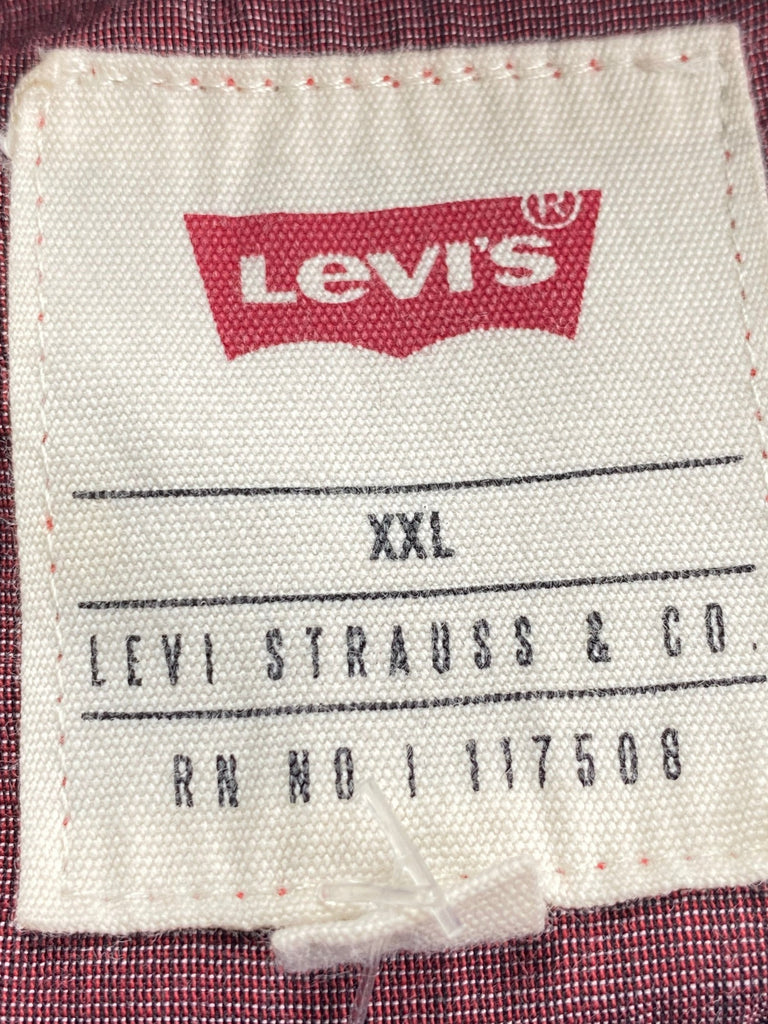 Levi's®
XXL
LEVI STRAUSS & CO.
RN NO | 117508